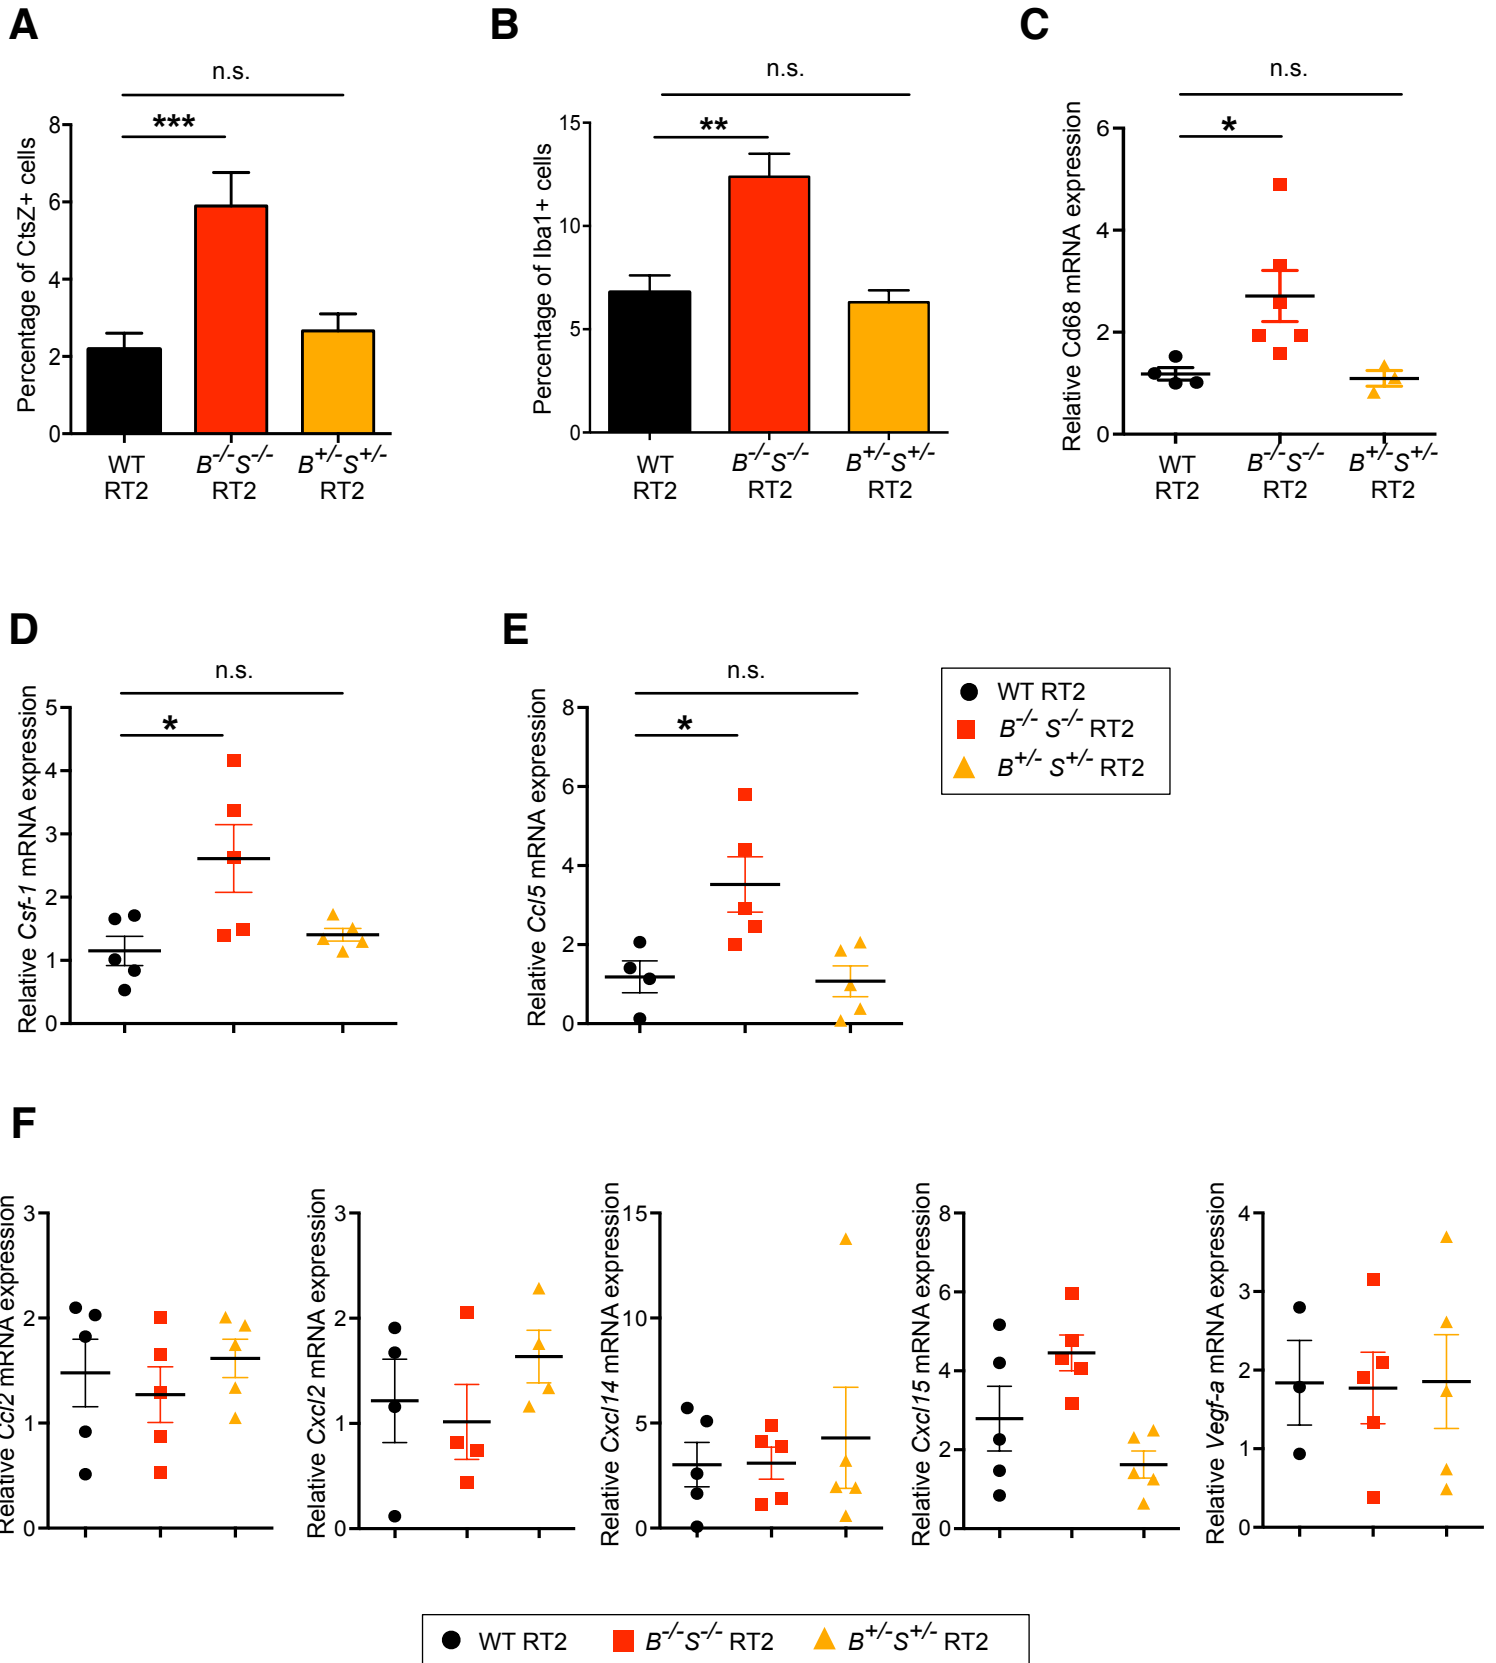 A
n.s.
***
Percentage of CtsZ+ cells
8
6
4
2
0
WT
RT2
B-/-S-/-
RT2
B+/-S+/-
RT2
B
n.s.
**
Percentage of Iba1+ cells
15
10
5
0
WT
RT2
B-/-S-/-
RT2
B+/-S+/-
RT2
C
n.s.
*
Relative Cd68 mRNA expression
6
4
2
0
WT
RT2
B-/-S-/-
RT2
B+/-S+/-
RT2
D
n.s.
*
Relative Csf-1 mRNA expression
5
4
3
2
1
0
E
n.s.
*
Relative Ccl5 mRNA expression
8
6
4
2
0
WT RT2
B-/- S-/- RT2
B+/- S+/- RT2
F
Relative Ccl2 mRNA expression
3
2
1
0
Relative Cxcl2 mRNA expression
3
2
1
0
Relative Cxcl14 mRNA expression
15
10
5
0
Relative Cxcl15 mRNA expression
8
6
4
2
0
Relative Vegf-a mRNA expression
4
3
2
1
0
WT RT2 B-/-S-/- RT2 B+/-S+/- RT2